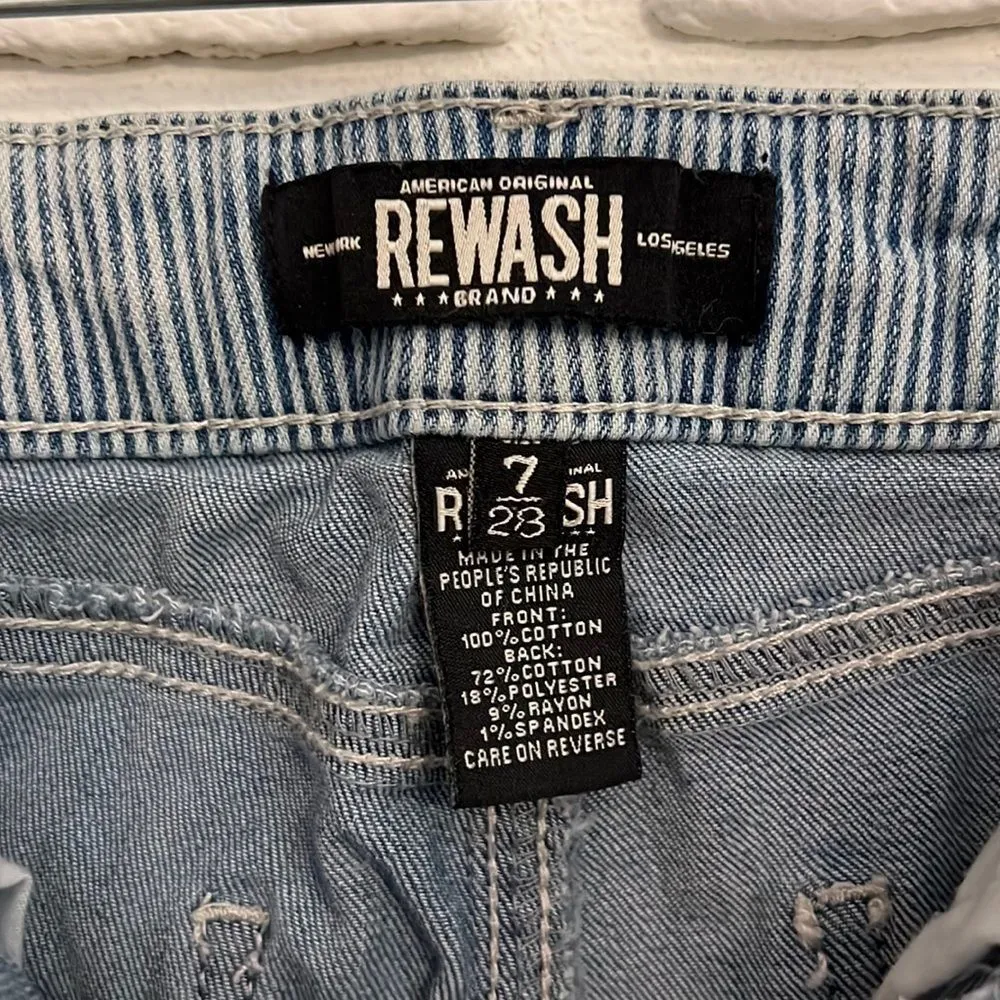 AMERICAN ORIGINAL
REWASH
BRAND
7
28
MADE IN THE
PEOPLE'S REPUBLIC
OF CHINA
FRONT:
100% COTTON
BACK:
72% COTTON
18% POLYESTER
9% RAYON
1% SPANDEX
CARE ON REVERSE